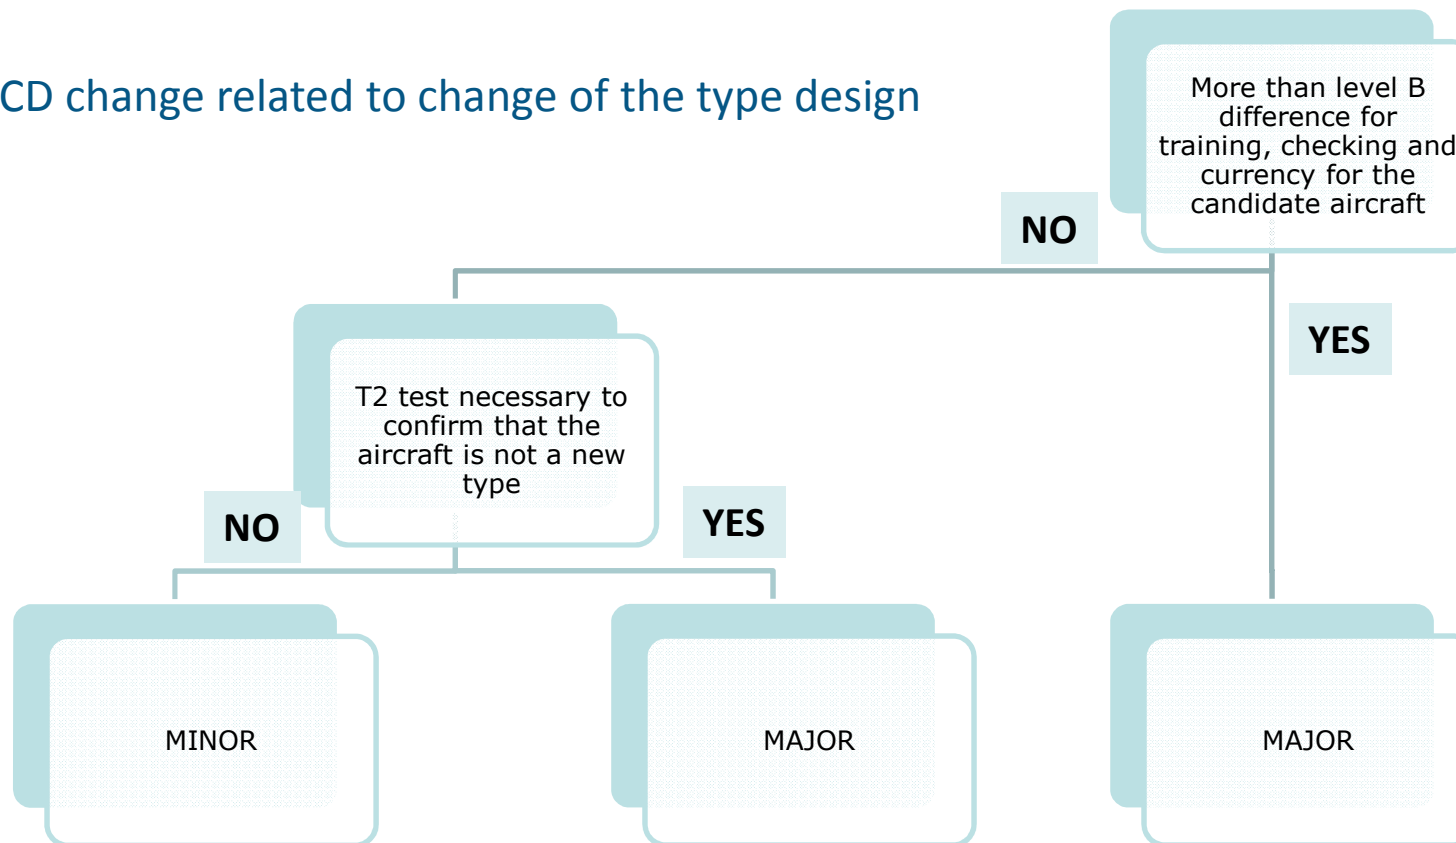 CD change related to change of the type design
More than level B
difference for
training, checking and
currency for the
candidate aircraft
NO
YES
T2 test necessary to
confirm that the
aircraft is not a new
type
NO
YES
MINOR
MAJOR
MAJOR